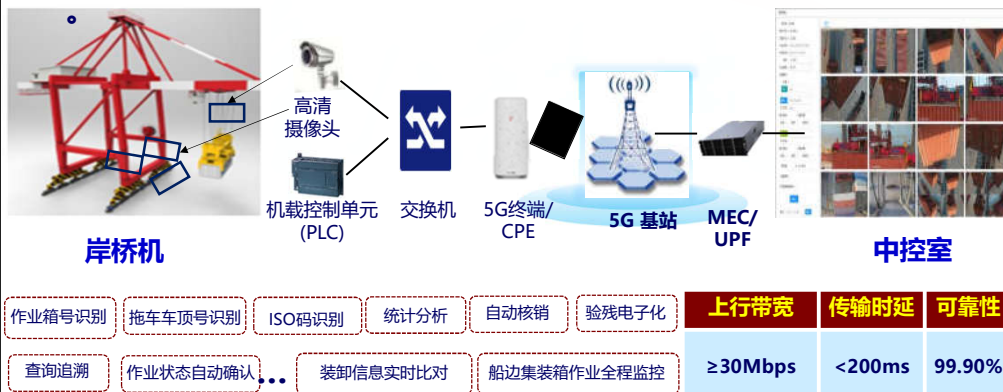 高清
摄像头
机载控制单元
(PLC)
交换机
5G终端/
CPE
5G 基站
MEC/
UPF
岸桥机
中控室
作业箱号识别
拖车车顶号识别
ISO码识别
统计分析
自动核销
验残电子化
查询追溯
作业状态自动确认
...
装卸信息实时比对
船边集装箱作业全程监控
上行带宽 传输时延 可靠性
≥30Mbps <200ms 99.90%